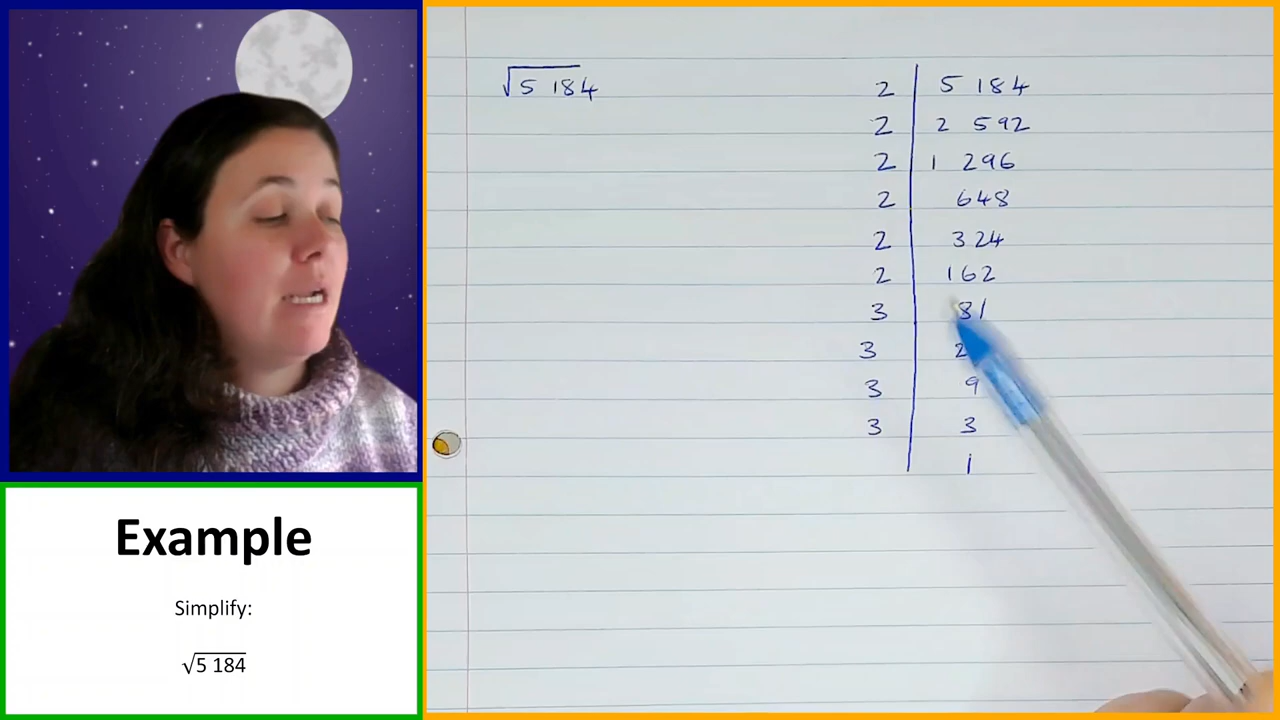 √5 184
2 5 184
2 2 592
2 1 296
2 648
2 324
2 162
3 81
3 2
3 9
3 3
1
Example
Simplify:
√5 184